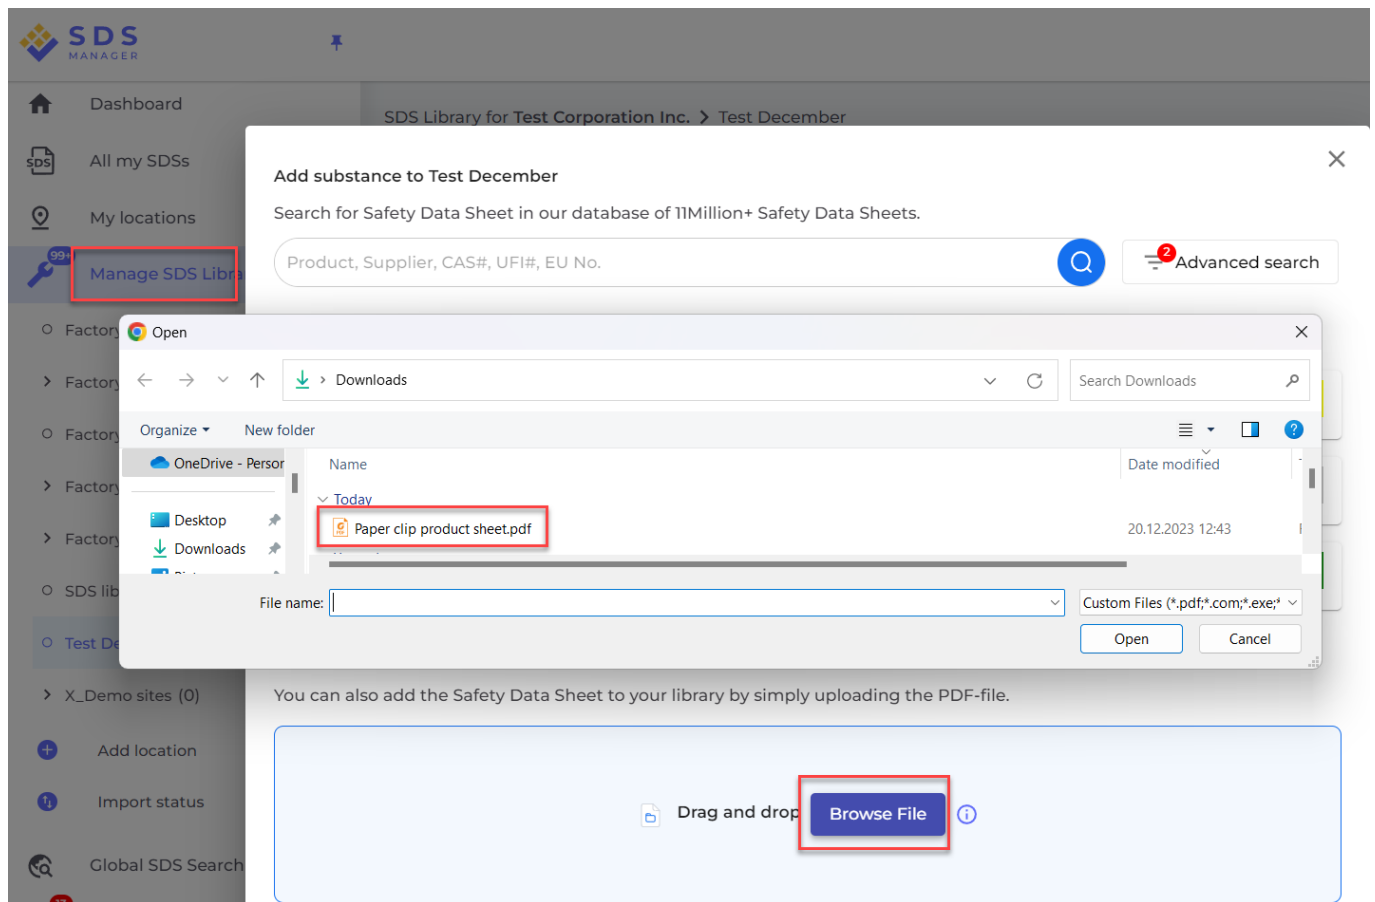 SDS
MANAGER
Dashboard
SDS Library for Test Corporation Inc. > Test December
SDS
All my SDSs
My locations
99+
Manage SDS Libra
Add substance to Test December
Search for Safety Data Sheet in our database of 11Million+ Safety Data Sheets.
Product, Supplier, CAS#, UFI#, EU No.
2
Advanced search
Factory
Factory
Factory
Factory
Factory
SDS lib
Test De
X_Demo sites (0)
Add location
Import status
Global SDS Search
17
Open
Downloads
Search Downloads
Organize
New folder
?
OneDrive - Person
Desktop
Downloads
Name
Date modified
Today
Paper clip product sheet.pdf
20.12.2023 12:43
File name:
Custom Files (*.pdf;*.com;*.exe;*
Open
Cancel
You can also add the Safety Data Sheet to your library by simply uploading the PDF-file.
Drag and drop
Browse File